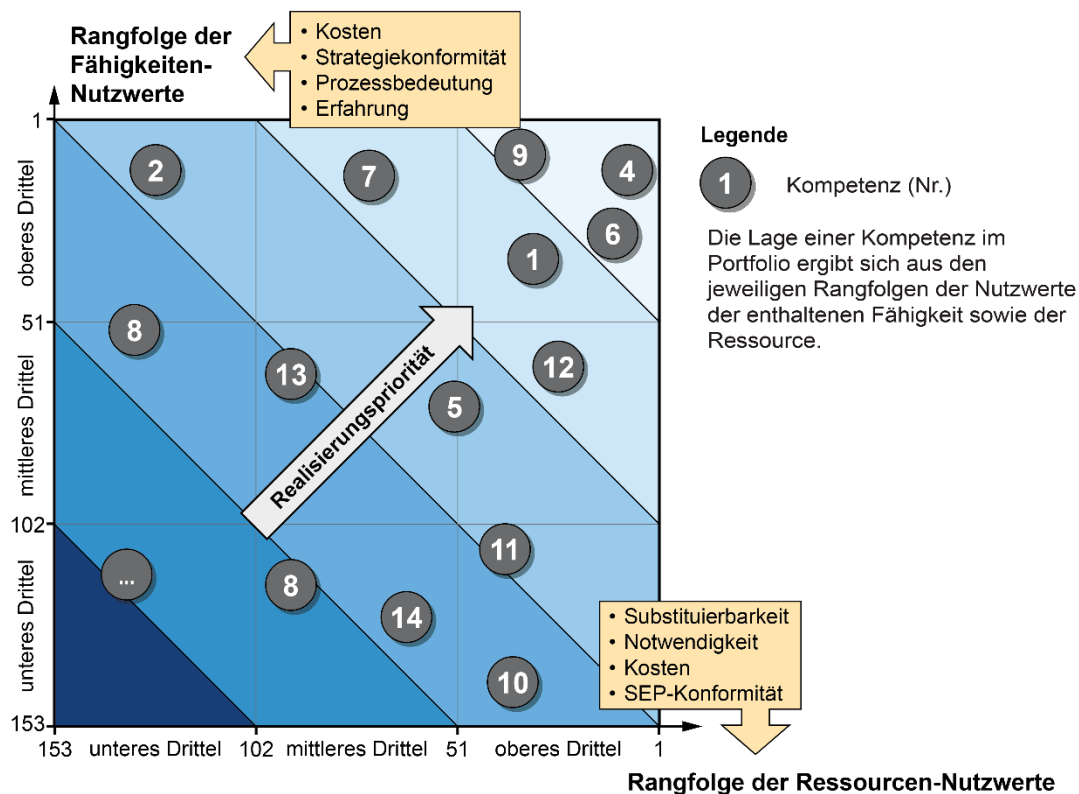 Rangfolge der
Fähigkeiten-
Nutzwerte
• Kosten
• Strategiekonformität
• Prozessbedeutung
• Erfahrung
1
oberes Drittel
51
mittleres Drittel
102
unteres Drittel
153
2
7
9
4
6
1
8
13
12
5
Realisierungspriorität
11
...
8
14
10
Legende
1 Kompetenz (Nr.)
Die Lage einer Kompetenz im
Portfolio ergibt sich aus den
jeweiligen Rangfolgen der Nutzwerte
der enthaltenen Fähigkeit sowie der
Ressource.
• Substituierbarkeit
• Notwendigkeit
• Kosten
• SEP-Konformität
153 unteres Drittel 102 mittleres Drittel 51 oberes Drittel 1
Rangfolge der Ressourcen-Nutzwerte